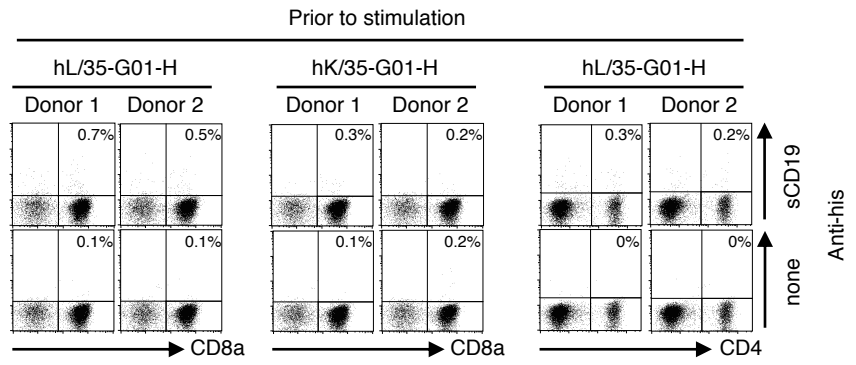 Prior to stimulation
hL/35-G01-H hK/35-G01-H hL/35-G01-H
Donor 1 Donor 2 Donor 1 Donor 2 Donor 1 Donor 2
0.7% 0.5% 0.3% 0.2% 0.3% 0.2%
sCD19
0.1% 0.1% 0.1% 0.2% 0% 0%
none
Anti-his
CD8a CD8a CD4